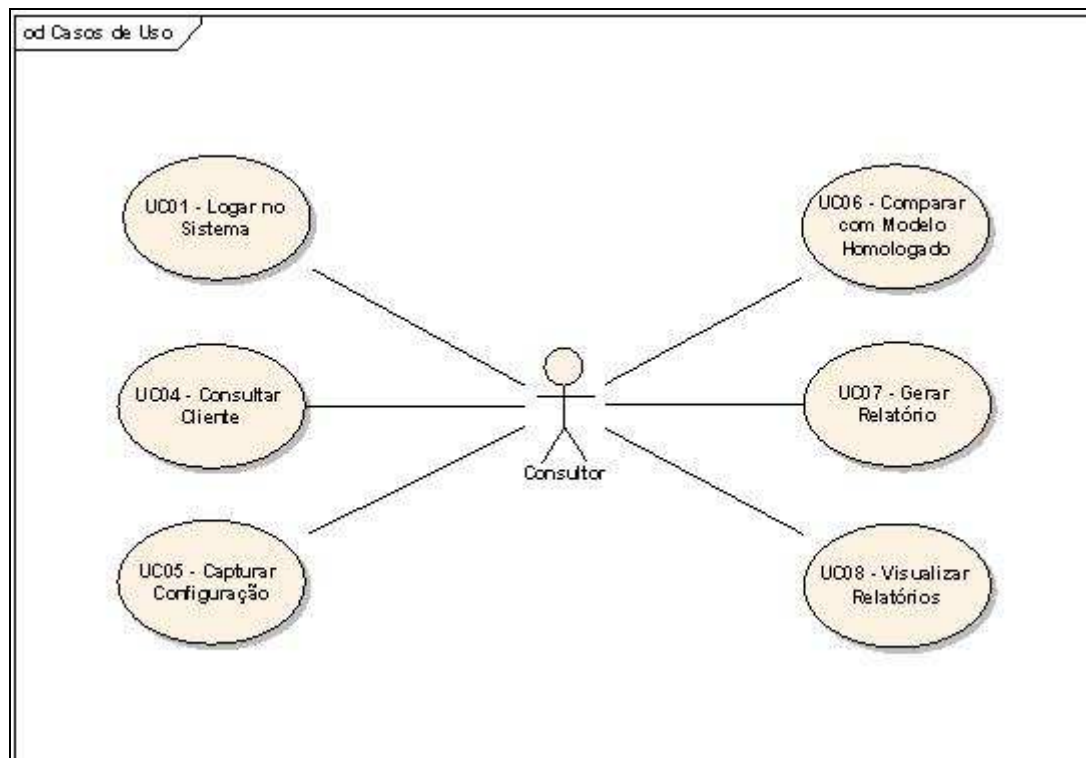 od Casos de Uso
UC01 - Logar no
Sistema
UC04 - Consultar
Cliente
UC05 - Capturar
Configuração
Consultor
UC06 - Comparar
com Modelo
Homologado
UC07 - Gerar
Relatório
UC08 - Visualizar
Relatórios